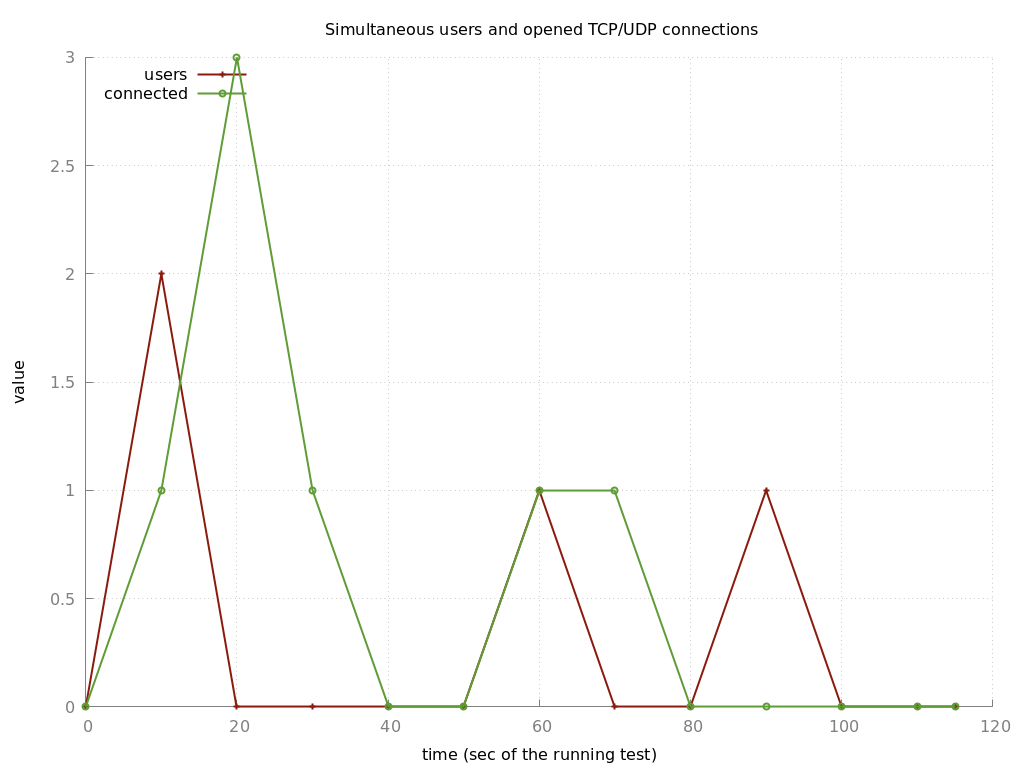 Simultaneous users and opened TCP/UDP connections
users
connected
3
2.5
2
1.5
1
0.5
0
value
0 20 40 60 80 100 120
time (sec of the running test)